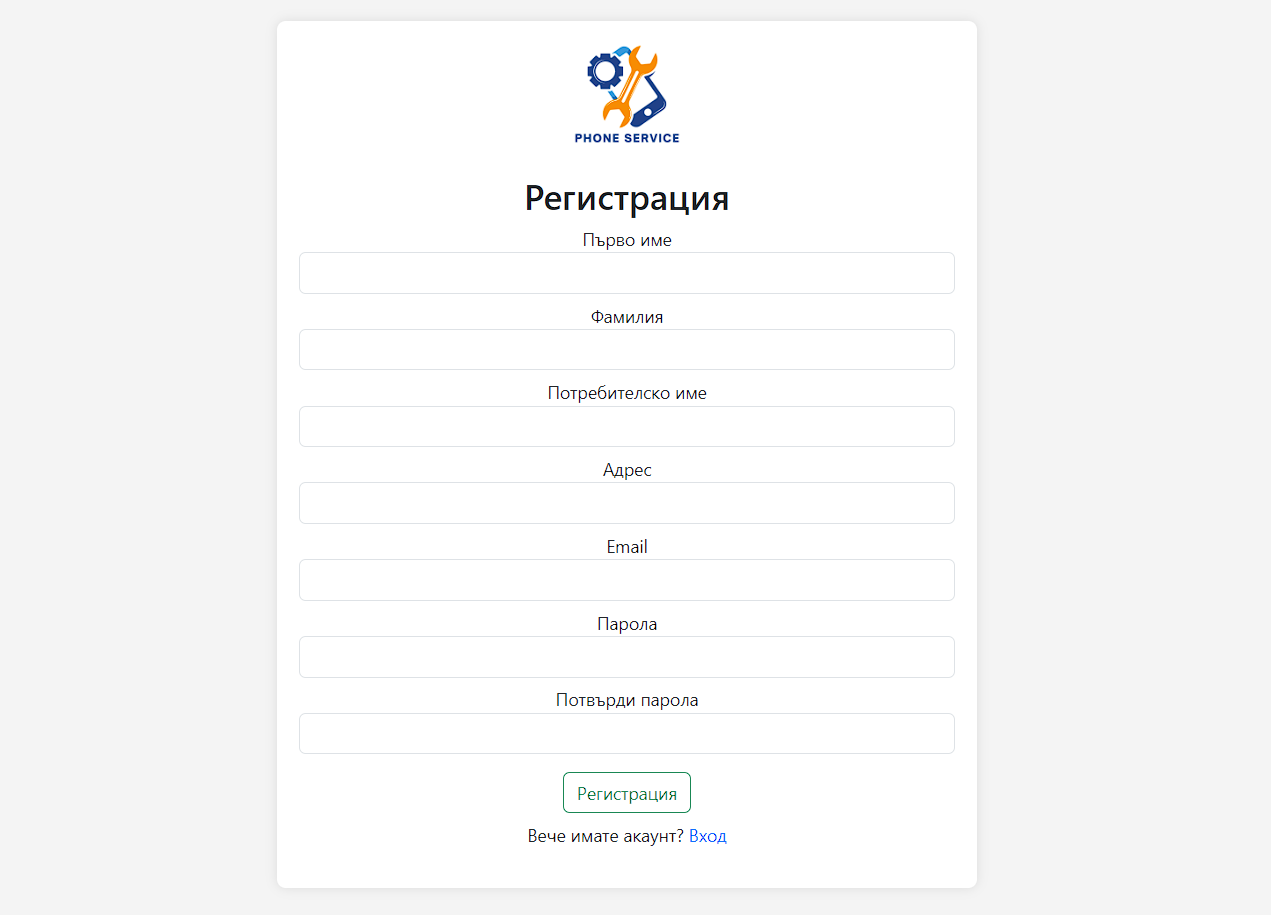 PHONE SERVICE
Регистрация
Първо име
Фамилия
Потребителско име
Адрес
Email
Парола
Потвърди парола
Регистрация
Вече имате акаунт? Вход